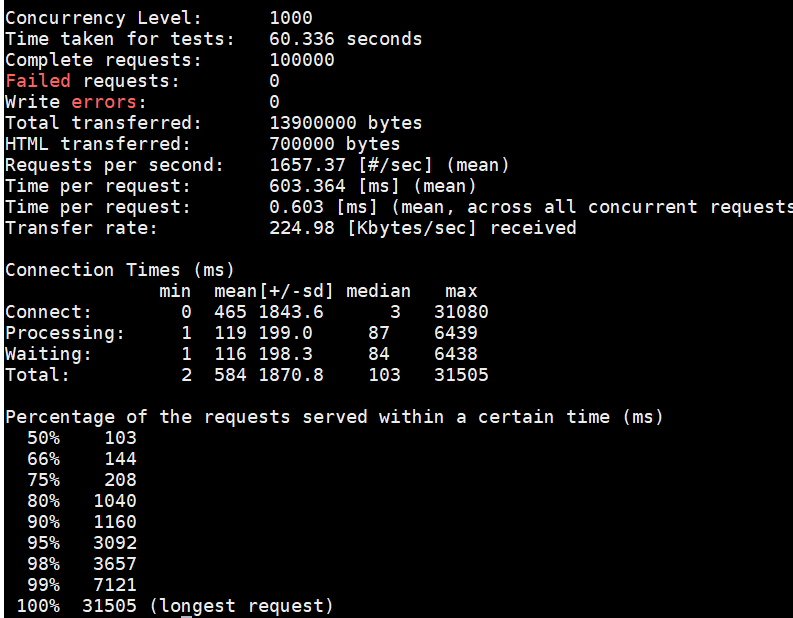 Concurrency Level:      1000
Time taken for tests:   60.336 seconds
Complete requests:      100000
Failed requests:        0
Write errors:           0
Total transferred:      13900000 bytes
HTML transferred:       700000 bytes
Requests per second:    1657.37 [#/sec] (mean)
Time per request:       603.364 [ms] (mean)
Time per request:       0.603 [ms] (mean, across all concurrent requests
Transfer rate:          224.98 [Kbytes/sec] received

Connection Times (ms)
              min  mean[+/-sd] median   max
Connect:        0  465 1843.6      3   31080
Processing:     1  119 199.0     87    6439
Waiting:        1  116 198.3     84    6438
Total:          2  584 1870.8    103   31505

Percentage of the requests served within a certain time (ms)
  50%    103
  66%    144
  75%    208
  80%   1040
  90%   1160
  95%   3092
  98%   3657
  99%   7121
 100%  31505 (longest request)